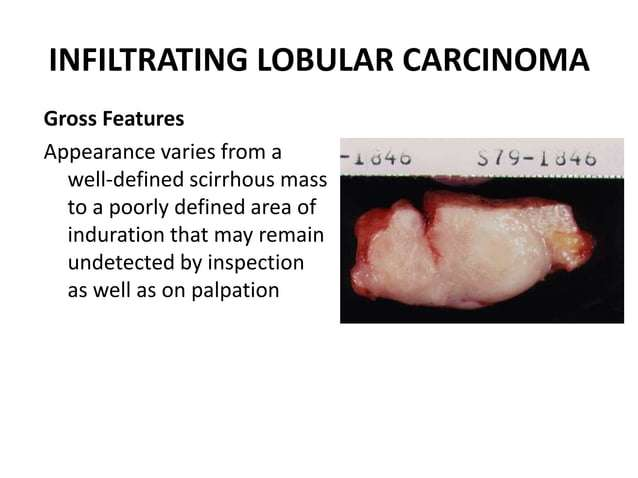 INFILTRATING LOBULAR CARCINOMA
Gross Features
Appearance varies from a
well-defined scirrhous mass
to a poorly defined area of
induration that may remain
undetected by inspection
as well as on palpation
-1846 S79-1846